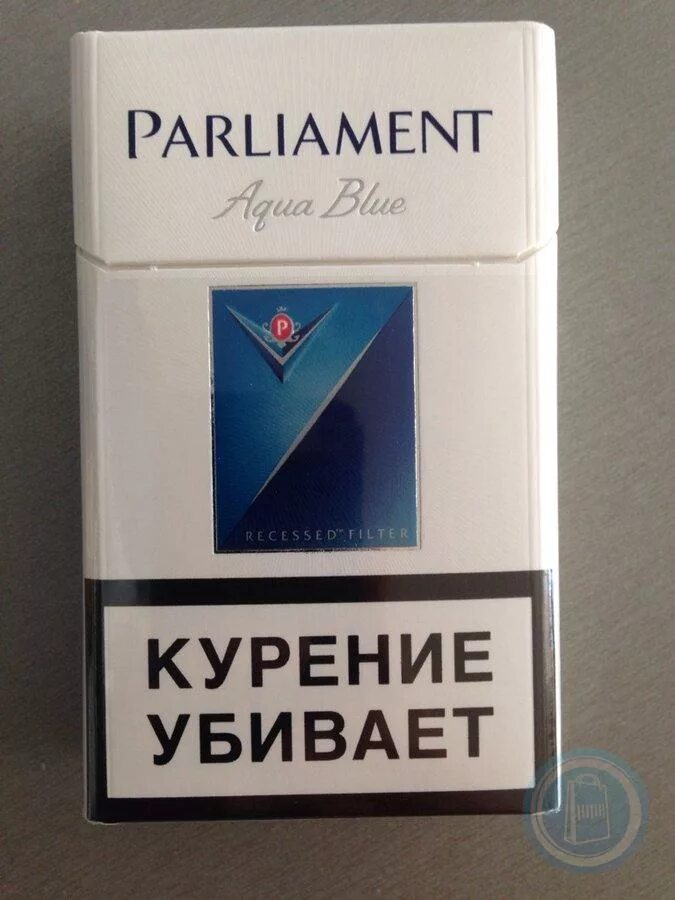 PARLIAMENT
Aqua Blue
P
RECESSED™ FILTER
КУРЕНИЕ
УБИВАЕТ